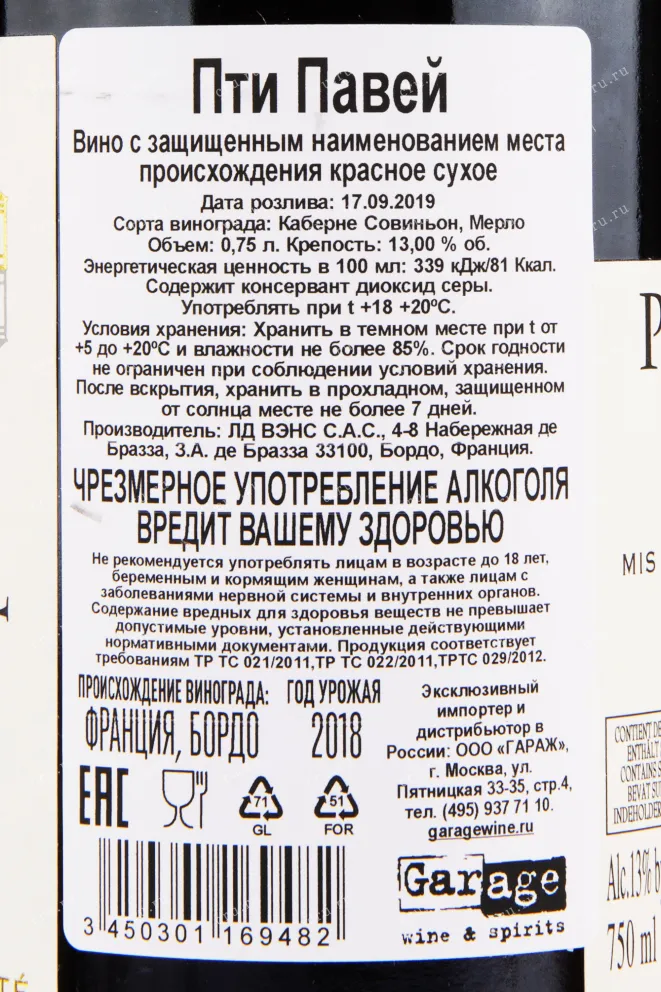 Пти Павей
Вино с защищенным наименованием места
происхождения красное сухое
Дата розлива: 17.09.2019
Сорта винограда: Каберне Совиньон, Мерло
Объем: 0,75 л. Крепость: 13,00 % об.
Энергетическая ценность в 100 мл: 339 кДж/81 Ккал.
Содержит консервант диоксид серы.
Употреблять при t +18 +20ºС.
Условия хранения: Хранить в темном месте при t от
+5 до +20ºС и влажности не более 85%. Срок годности
не ограничен при соблюдении условий хранения.
После вскрытия, хранить в прохладном, защищенном
от солнца месте не более 7 дней.
Производитель: ЛД ВЭНС С.А.С., 4-8 Набережная де
Бразза, З.А. де Бразза 33100, Бордо, Франция.
ЧРЕЗМЕРНОЕ УПОТРЕБЛЕНИЕ АЛКОГОЛЯ
ВРЕДИТ ВАШЕМУ ЗДОРОВЬЮ
Не рекомендуется употреблять лицам в возрасте до 18 лет,
беременным и кормящим женщинам, а также лицам с
заболеваниями нервной системы и внутренних органов.
Содержание вредных для здоровья веществ не превышает
допустимые уровни, установленные действующими
нормативными документами. Продукция соответствует
требованиям ТР ТС 021/2011,ТР ТС 022/2011,ТРТС 029/2012.
ПРОИСХОЖДЕНИЕ ВИНОГРАДА:
ФРАНЦИЯ, БОРДО
ГОД УРОЖАЯ
2018
Эксклюзивный
импортер и
дистрибьютор в
России: ООО «ГАРАЖ»,
г. Москва, ул.
Пятницкая 33-35, стр.4,
тел. (495) 937 71 10.
garagewine.ru
EAC
71
GL
51
FOR
3 450301 169482
Garage
wine & spirits
P
MIS
CONTIENT DE
ENTHÄLT
CONTAINS S
BEVAT SU
INDEHOLDER
Alc.13% b
750 ml
TÉ